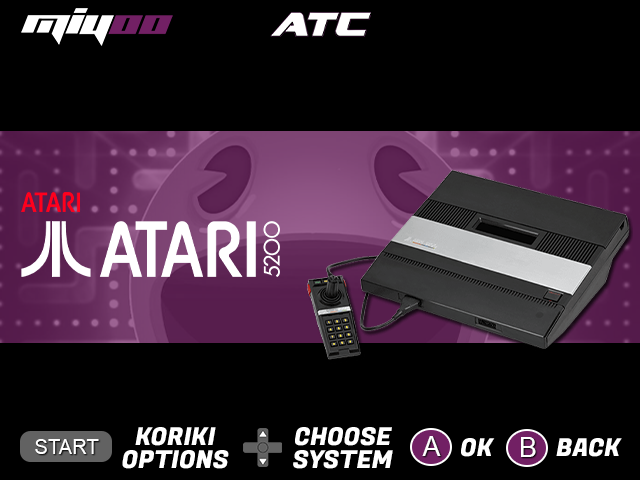 miyoo
ATC
ATARI
ATARI 5200
START
KORIKI OPTIONS
CHOOSE SYSTEM
A OK
B BACK